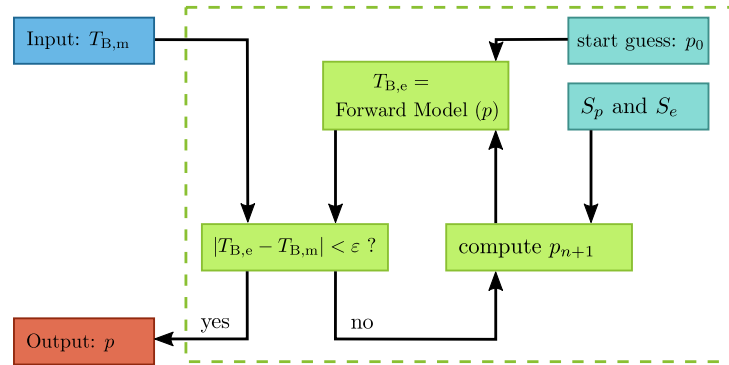 Input: T_B,m
start guess: p_0
T_B,e =
Forward Model (p)
S_p and S_e
|T_B,e − T_B,m| < ε ?
compute p_n+1
yes
no
Output: p